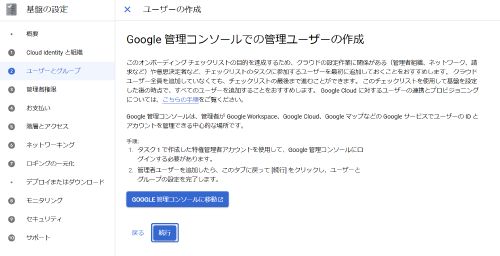 基盤の設定
ユーザーの作成
概要
1 Cloud Identity と組織
2 ユーザーとグループ
3 管理者権限
4 お支払い
5 階層とアクセス
6 ネットワーキング
7 ロギングの一元化
デプロイまたはダウンロード
8 モニタリング
9 セキュリティ
10 サポート
Google 管理コンソールでの管理ユーザーの作成
このオンボーディング チェックリストの目的を達成するため、クラウドの設定作業に関係がある（管理者組織、ネットワーク、請
求など）や意思決定者など、チェックリストのタスクに参加するユーザーを最初に追加しておくことをおすすめします。クラウド
ユーザー全員を追加していなくても、チェックリストの最後まで進むことができます。このチェックリストを使用して基盤を設定
した後の時点で、すべてのユーザーを追加することをおすすめします。Google Cloud に対するユーザーの連携とプロビジョニング
については、こちらの手順をご覧ください。
Google 管理コンソールは、管理者が Google Workspace、Google Cloud、Google マップなどの Google サービスでユーザーの ID と
アカウントを管理できる中心的な場所です。
手順:
1. タスク 1 で作成した特権管理者アカウントを使用して、Google 管理コンソールにロ
グインする必要があります。
2. 管理者ユーザーを追加したら、このタブに戻って [続行] をクリックし、ユーザーと
グループの設定を完了します。
GOOGLE 管理コンソールに移動
戻る
続行